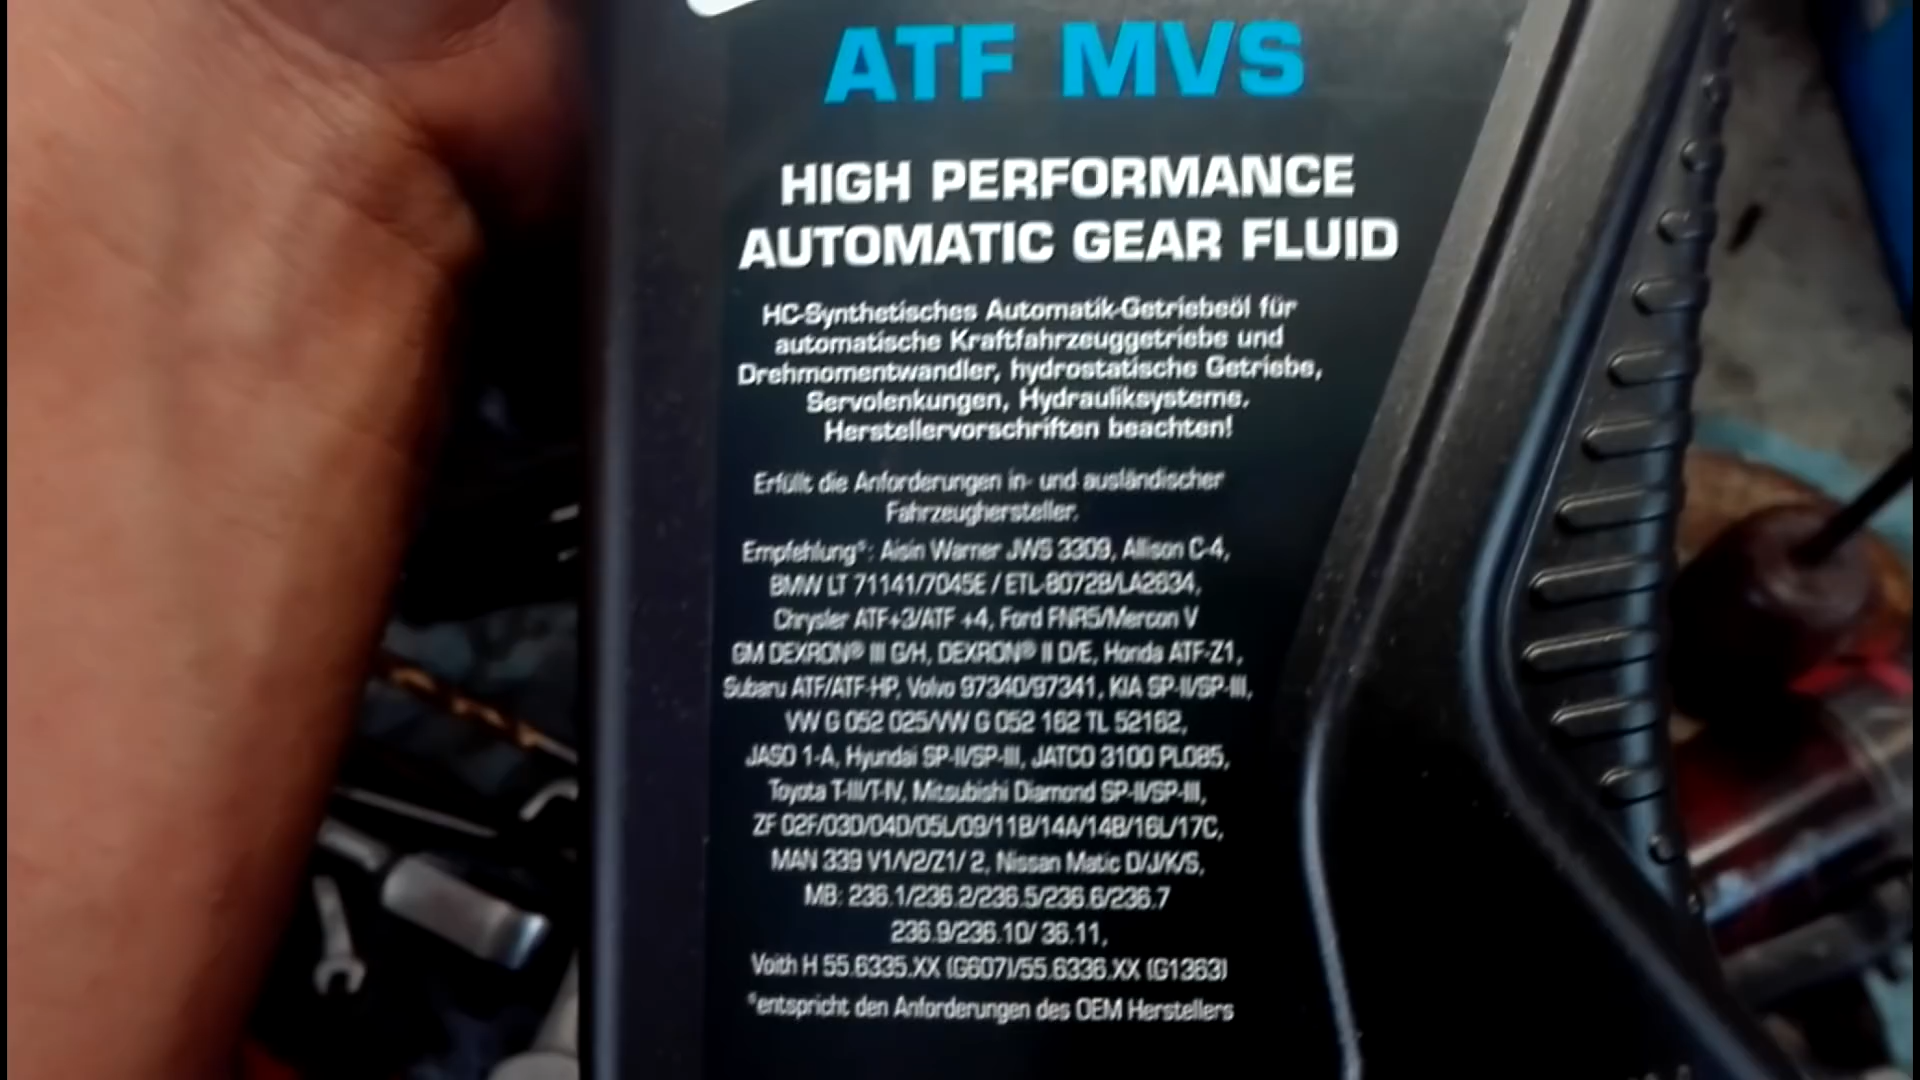 ATF MVS
HIGH PERFORMANCE
AUTOMATIC GEAR FLUID
HC-Synthetisches Automatik-Getriebeöl für
automatische Kraftfahrzeuggetriebe und
Drehmomentwandler, hydrostatische Getriebe,
Servolenkungen, Hydrauliksysteme,
Herstellervorschriften beachten!
Erfüllt die Anforderungen in- und ausländischer
Fahrzeughersteller.
Empfehlung*: Aisin Warner JWS 3309, Allison C-4,
BMW LT 71141/7045E / ETL-8072B/LA2634,
Chrysler ATF+3/ATF +4, Ford FNR5/Mercon V
GM DEXRON® III G/H, DEXRON® II D/E, Honda ATF-Z1,
Subaru ATF/ATF-HP, Volvo 97340/97341, KIA SP-II/SP-III,
VW G 052 025/VW G 052 162 TL 52162,
JASO 1-A, Hyundai SP-II/SP-III, JATCO 3100 PL085,
Toyota T-III/T-IV, Mitsubishi Diamond SP-II/SP-III,
ZF 02F/03D/04D/05L/09/11B/14A/14B/16L/17C,
MAN 339 V1/V2/Z1/ 2, Nissan Matic D/J/K/S,
MB: 236.1/236.2/236.5/236.6/236.7
236.9/236.10/ 36.11,
Voith H 55.6335.XX (G607)/55.6336.XX (G1363)
*entspricht den Anforderungen des OEM Herstellers